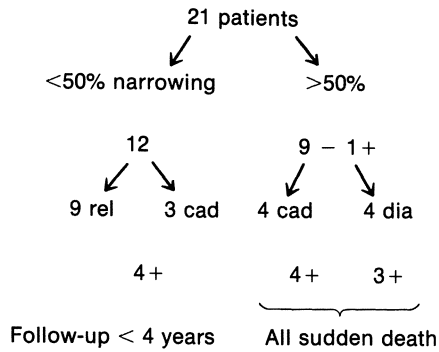 21 patients
<50% narrowing >50%
12 9 – 1+
9 rel 3 cad 4 cad 4 dia
4+ 4+ 3+
Follow-up < 4 years All sudden death